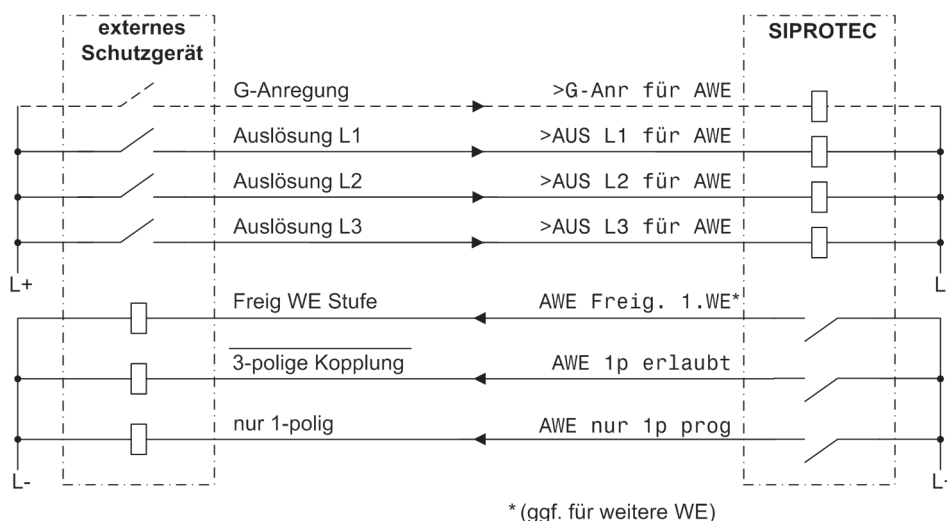 externes
Schutzgerät
SIPROTEC
G-Anregung
>G-Anr für AWE
Auslösung L1
>AUS L1 für AWE
Auslösung L2
>AUS L2 für AWE
Auslösung L3
>AUS L3 für AWE
L+
L
Freig WE Stufe
AWE Freig. 1.WE*
3-polige Kopplung
AWE 1p erlaubt
nur 1-polig
AWE nur 1p prog
L-
* (ggf. für weitere WE)